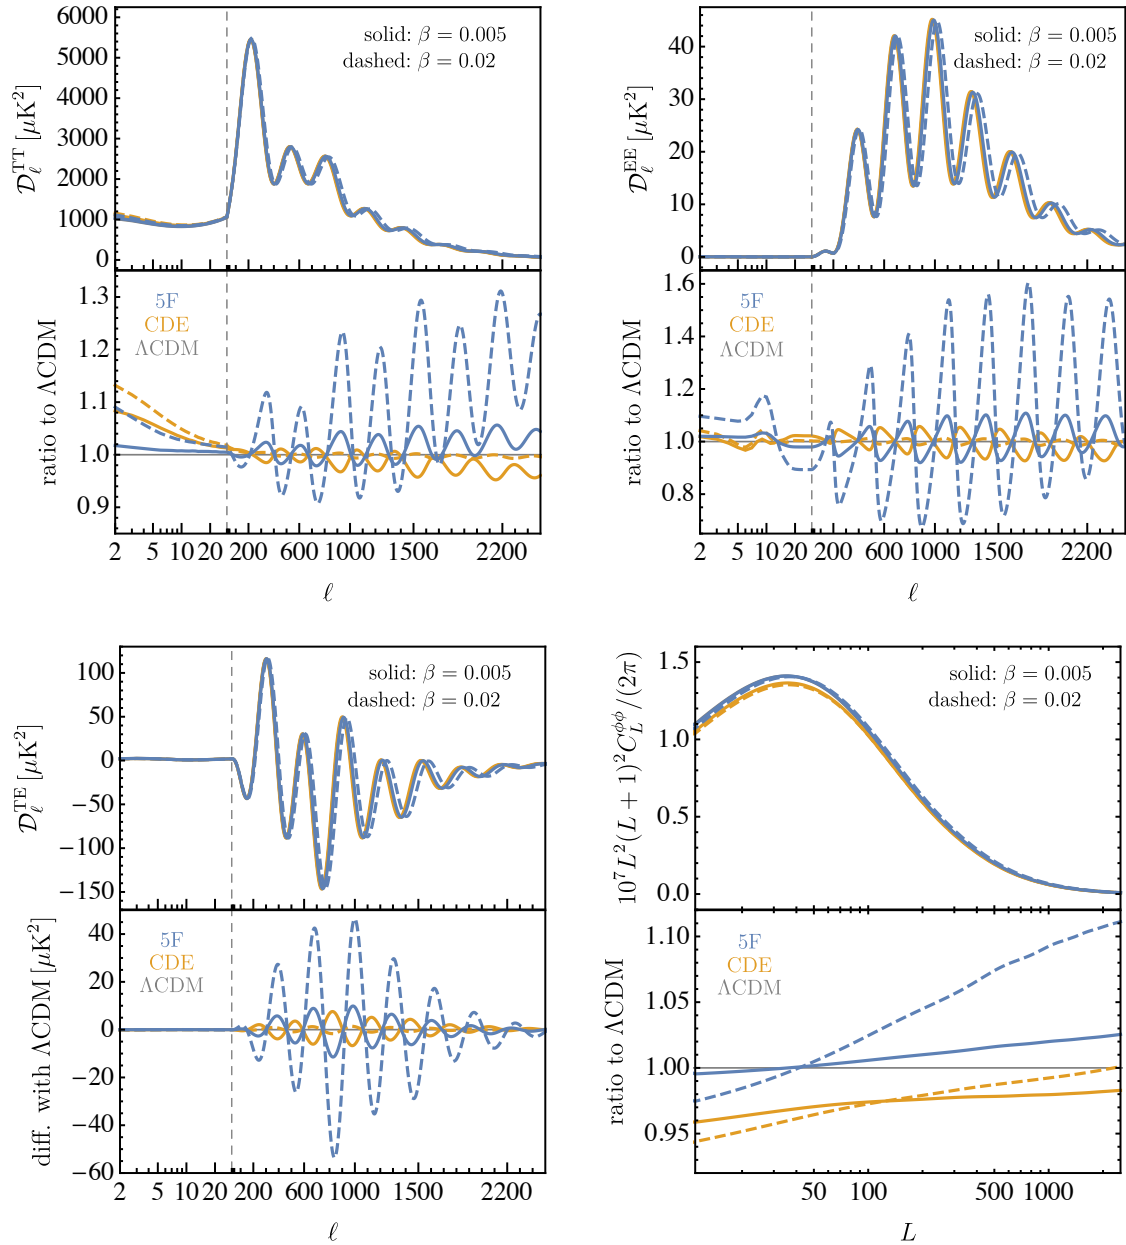 6000
5000
4000
3000
2000
1000
0
𝒟_ℓ^TT [μK²]
solid: β = 0.005
dashed: β = 0.02
1.3
1.2
1.1
1.0
0.9
ratio to ΛCDM
5F
CDE
ΛCDM
2 5 10 20 200 600 1000 1500 2200
ℓ
40
30
20
10
0
𝒟_ℓ^EE [μK²]
solid: β = 0.005
dashed: β = 0.02
1.6
1.4
1.2
1.0
0.8
ratio to ΛCDM
5F
CDE
ΛCDM
2 5 10 20 200 600 1000 1500 2200
ℓ
100
50
0
−50
−100
−150
𝒟_ℓ^TE [μK²]
solid: β = 0.005
dashed: β = 0.02
40
20
0
−20
−40
−60
diff. with ΛCDM [μK²]
5F
CDE
ΛCDM
2 5 10 20 200 600 1000 1500 2200
ℓ
1.5
1.0
0.5
0.0
10⁷L²(L + 1)²C_L^ϕϕ/(2π)
solid: β = 0.005
dashed: β = 0.02
1.10
1.05
1.00
0.95
ratio to ΛCDM
5F
CDE
ΛCDM
50 100 500 1000
L